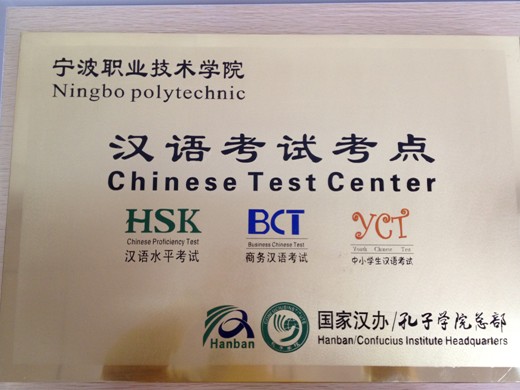 宁波职业技术学院
Ningbo polytechnic
汉语考试考点
Chinese Test Center
HSK
Chinese Proficiency Test
汉语水平考试
BCT
Business Chinese Test
商务汉语考试
YCT
Youth Chinese Test
中小学生汉语考试
Hanban
国家汉办/孔子学院总部
Hanban/Confucius Institute Headquarters